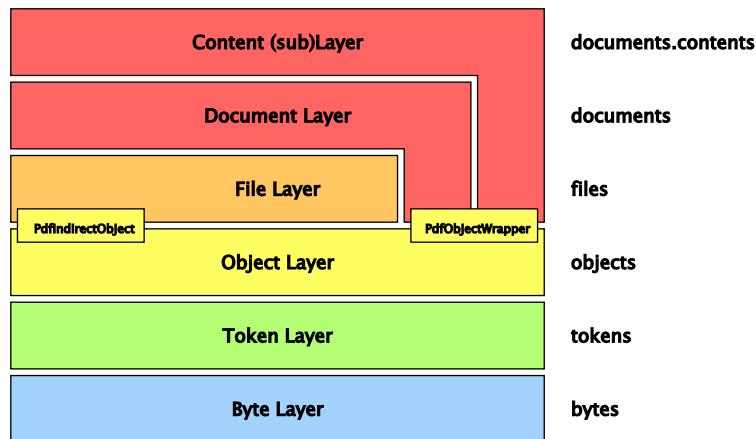 Content (sub)Layer documents.contents
Document Layer documents
File Layer files
PdfIndirectObject PdfObjectWrapper
Object Layer objects
Token Layer tokens
Byte Layer bytes